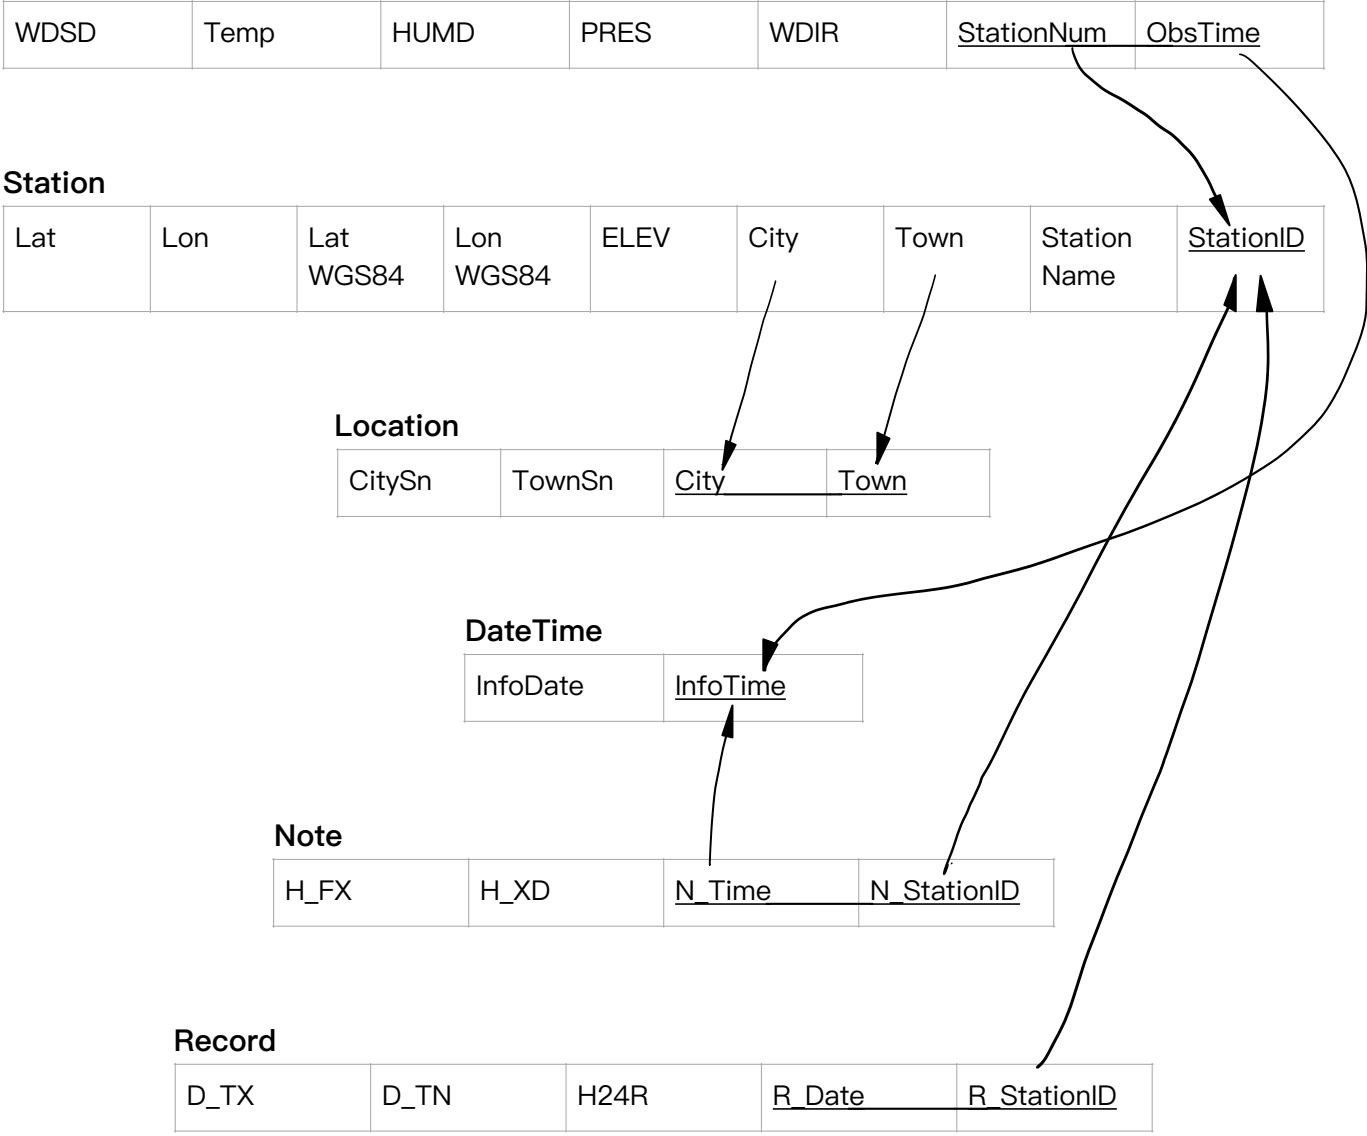 WDSD Temp HUMD PRES WDIR StationNum ObsTime
Station
Lat Lon Lat WGS84 Lon WGS84 ELEV City Town Station Name StationID
Location
CitySn TownSn City Town
DateTime
InfoDate InfoTime
Note
H_FX H_XD N_Time N_StationID
Record
D_TX D_TN H24R R_Date R_StationID